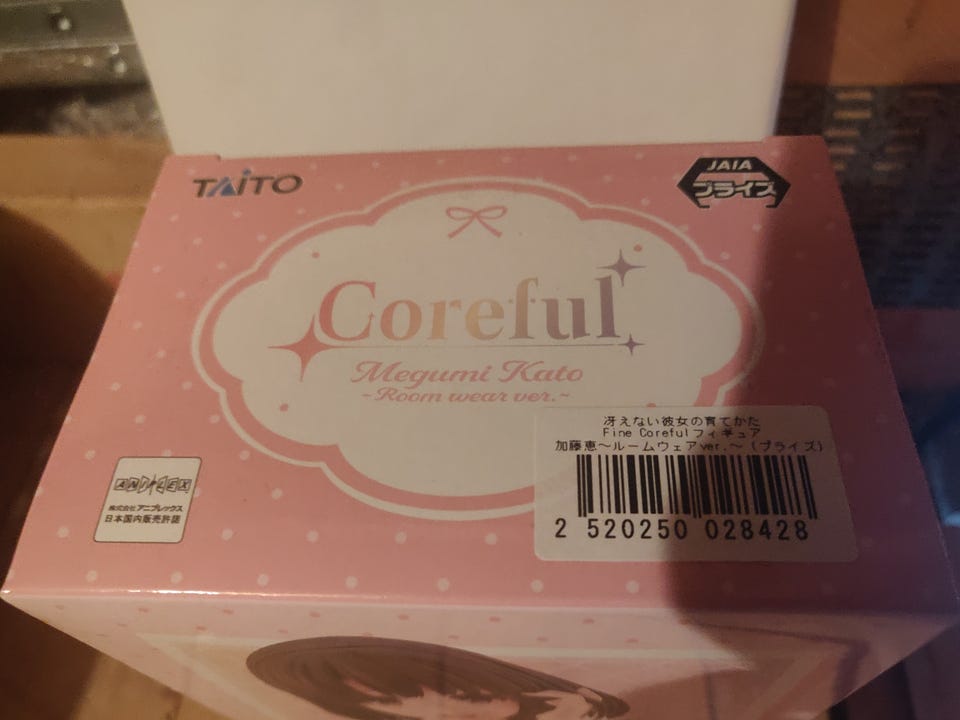 TAITO
JAIA
プライズ
Coreful
Megumi Kato
~Room wear ver.~
冴えない彼女の育てかた
Fine Corefulフィギュア
加藤恵~ルームウェアver.~(プライズ)
2 520250 028428
ANIPLEX
株式会社アニプレックス
日本国内販売許諾